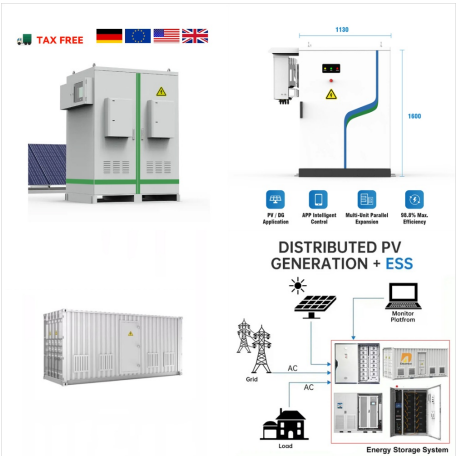 TAX FREE
1130
1600
PV / DG
Application
APP Intelligent
Control
Multi-Unit Parallel
Expansion
98.8% Max.
Efficiency
DISTRIBUTED PV
GENERATION + ESS
Monitor
Platfrom
AC
Grid
AC
Load
Energy Storage System